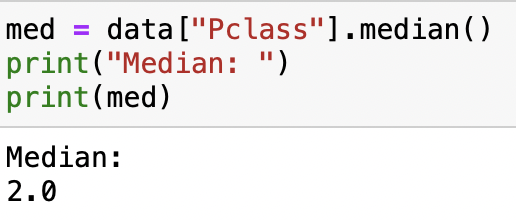 med = data["Pclass"].median()
print("Median: ")
print(med)
Median:
2.0